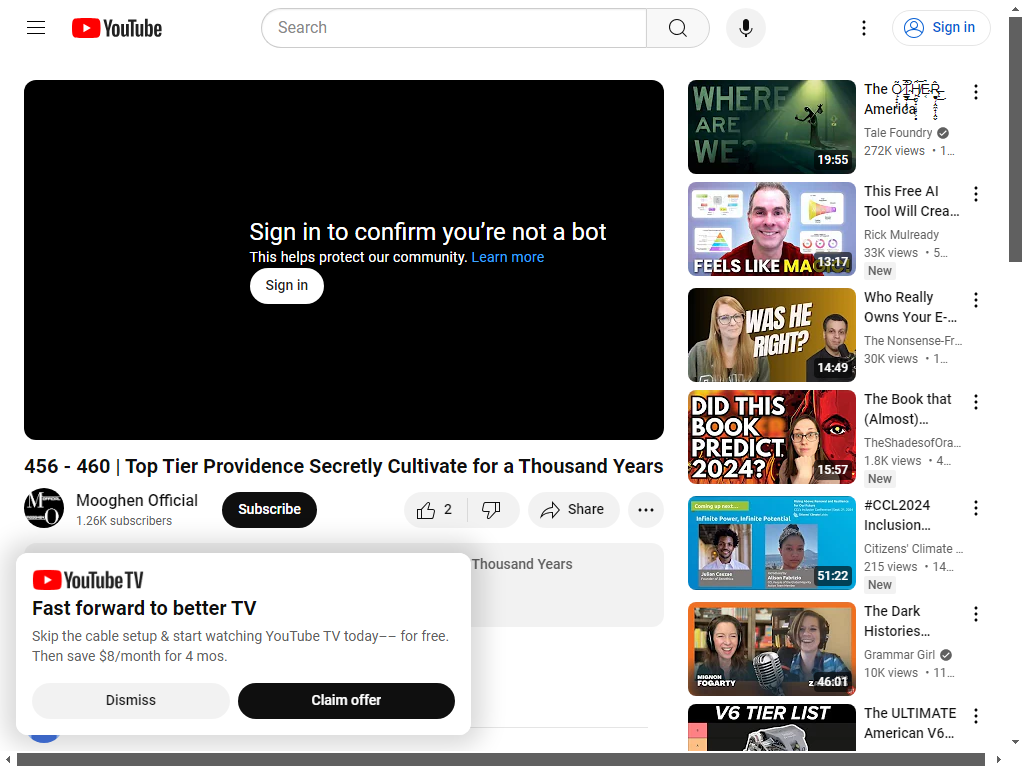 YouTube
Search
Sign in
Sign in to confirm you're not a bot
This helps protect our community. Learn more
Sign in
456 - 460 | Top Tier Providence Secretly Cultivate for a Thousand Years
Mooghen Official
1.26K subscribers
Subscribe
2
Share
Thousand Years
YouTube TV
Fast forward to better TV
Skip the cable setup & start watching YouTube TV today–– for free.
Then save $8/month for 4 mos.
Dismiss
Claim offer
WHERE
ARE
WE?
19:55
The OTHER
America
Tale Foundry
272K views • 1...
FEELS LIKE MAGIC
13:17
This Free AI
Tool Will Crea...
Rick Mulready
33K views • 5...
New
WAS HE
RIGHT?
14:49
Who Really
Owns Your E-...
The Nonsense-Fr...
30K views • 1...
DID THIS
BOOK
PREDICT
2024?
15:57
The Book that
(Almost)...
TheShadesofOra...
1.8K views • 4...
New
Coming up next...
Infinite Power, Infinite Potential
51:22
#CCL2024
Inclusion...
Citizens' Climate ...
215 views • 14...
New
MIGNON
FOGARTY
46:01
The Dark
Histories...
Grammar Girl
10K views • 11...
V6 TIER LIST
The ULTIMATE
American V6...